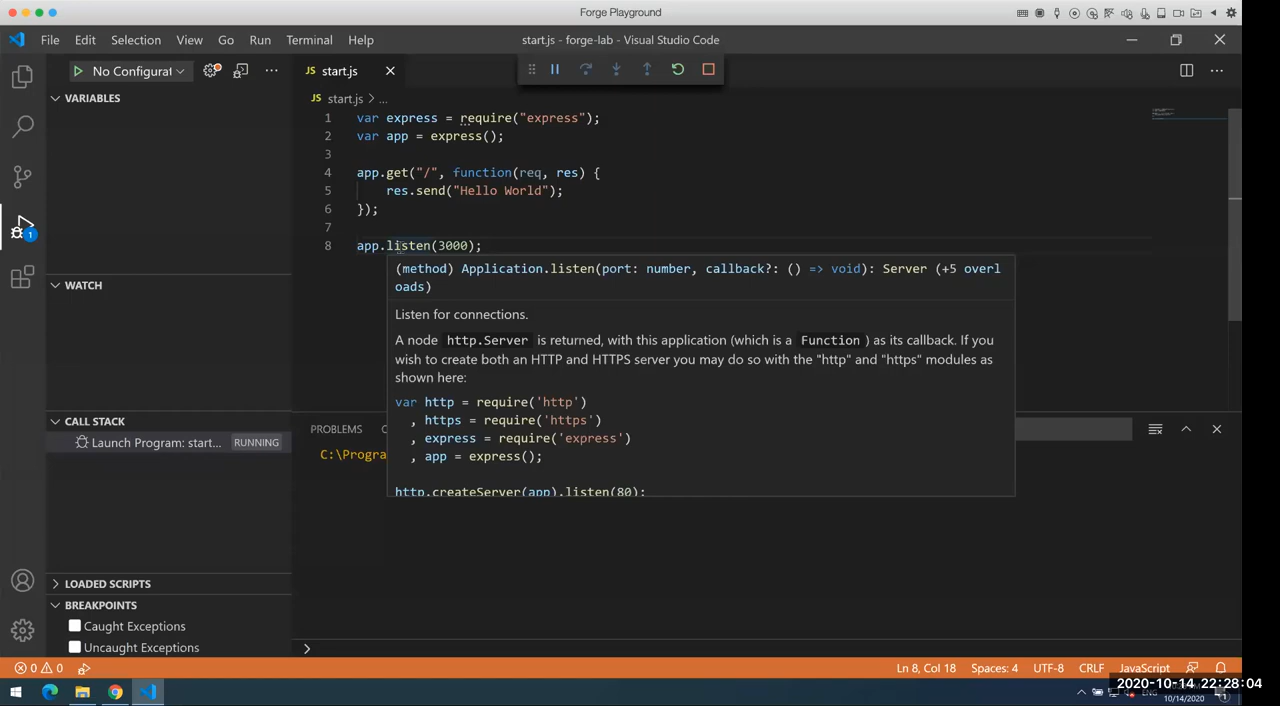 Forge Playground
File Edit Selection View Go Run Terminal Help
start.js - forge-lab - Visual Studio Code
No Configurat
JS start.js
VARIABLES
JS start.js > ...
1 var express = require("express");
2 var app = express();
3
4 app.get("/", function(req, res) {
5 res.send("Hello World");
6 });
7
8 app.listen(3000);
(method) Application.listen(port: number, callback?: () => void): Server (+5 overl
oads)
WATCH
Listen for connections.
A node http.Server is returned, with this application (which is a Function ) as its callback. If you
wish to create both an HTTP and HTTPS server you may do so with the "http" and "https" modules as
shown here:
var http = require('http')
, https = require('https')
, express = require('express')
, app = express();
http.createServer(app).listen(80);
CALL STACK
Launch Program: start... RUNNING
PROBLEMS
C:\Progra
LOADED SCRIPTS
BREAKPOINTS
Caught Exceptions
Uncaught Exceptions
1
0 0
Ln 8, Col 18 Spaces: 4 UTF-8 CRLF JavaScript
2020-10-14 22:28:04
ENG
10/14/2020